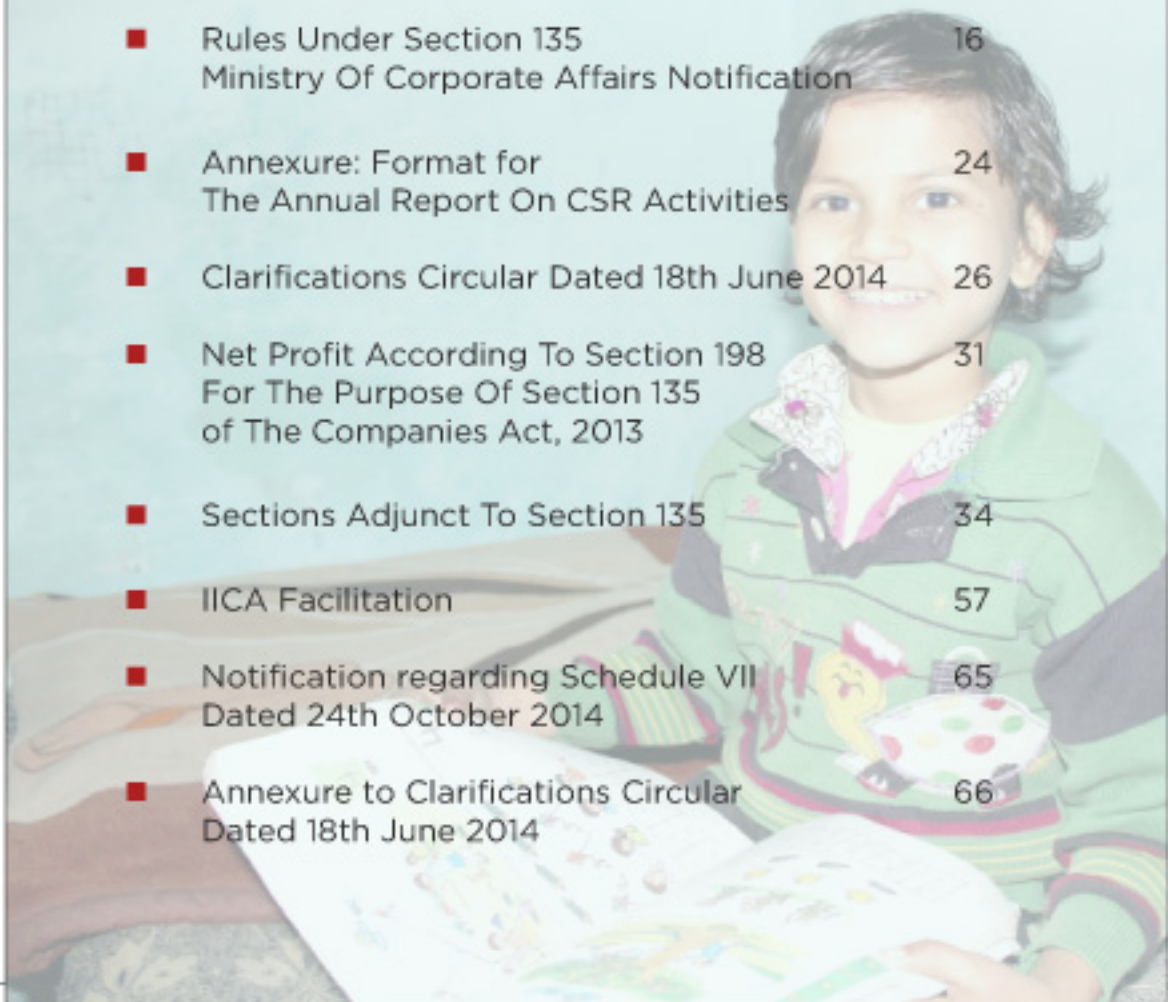 Rules Under Section 135 16
Ministry Of Corporate Affairs Notification
Annexure: Format for 24
The Annual Report On CSR Activities
Clarifications Circular Dated 18th June 2014 26
Net Profit According To Section 198 31
For The Purpose Of Section 135
of The Companies Act, 2013
Sections Adjunct To Section 135 34
IICA Facilitation 57
Notification regarding Schedule VII 65
Dated 24th October 2014
Annexure to Clarifications Circular 66
Dated 18th June 2014